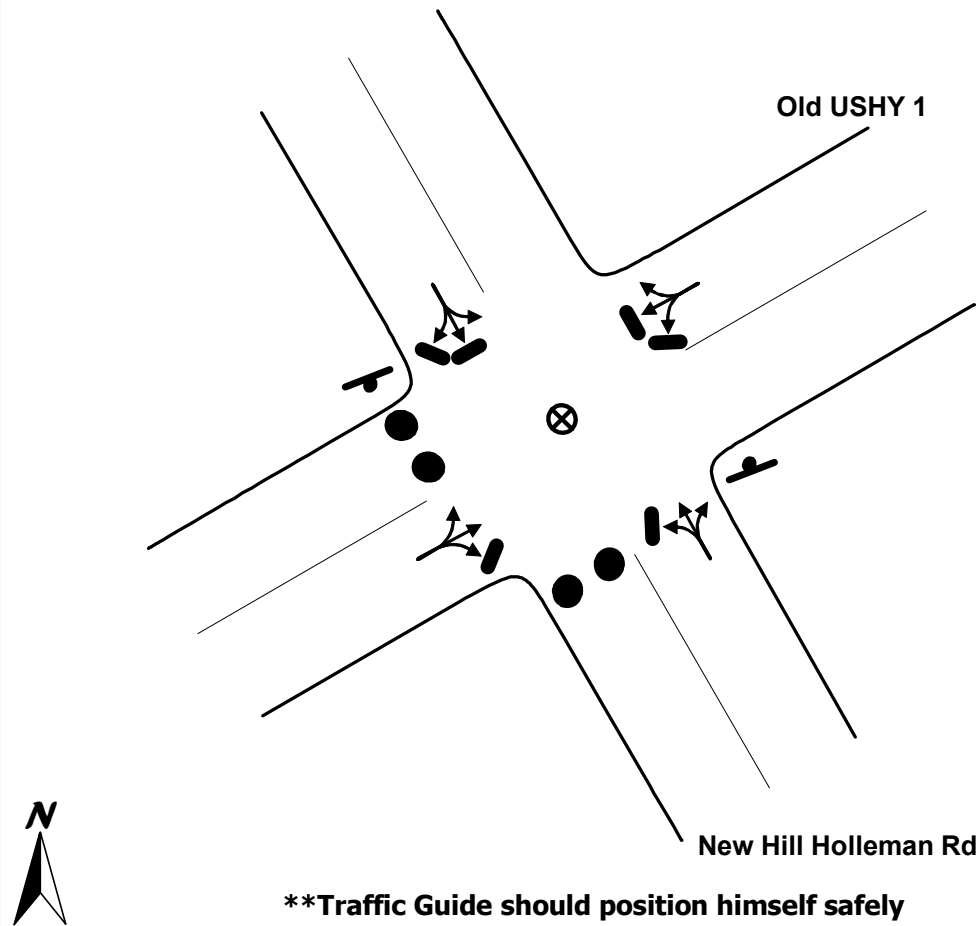 Old USHY 1
New Hill Holleman Rd
N
**Traffic Guide should position himself safely